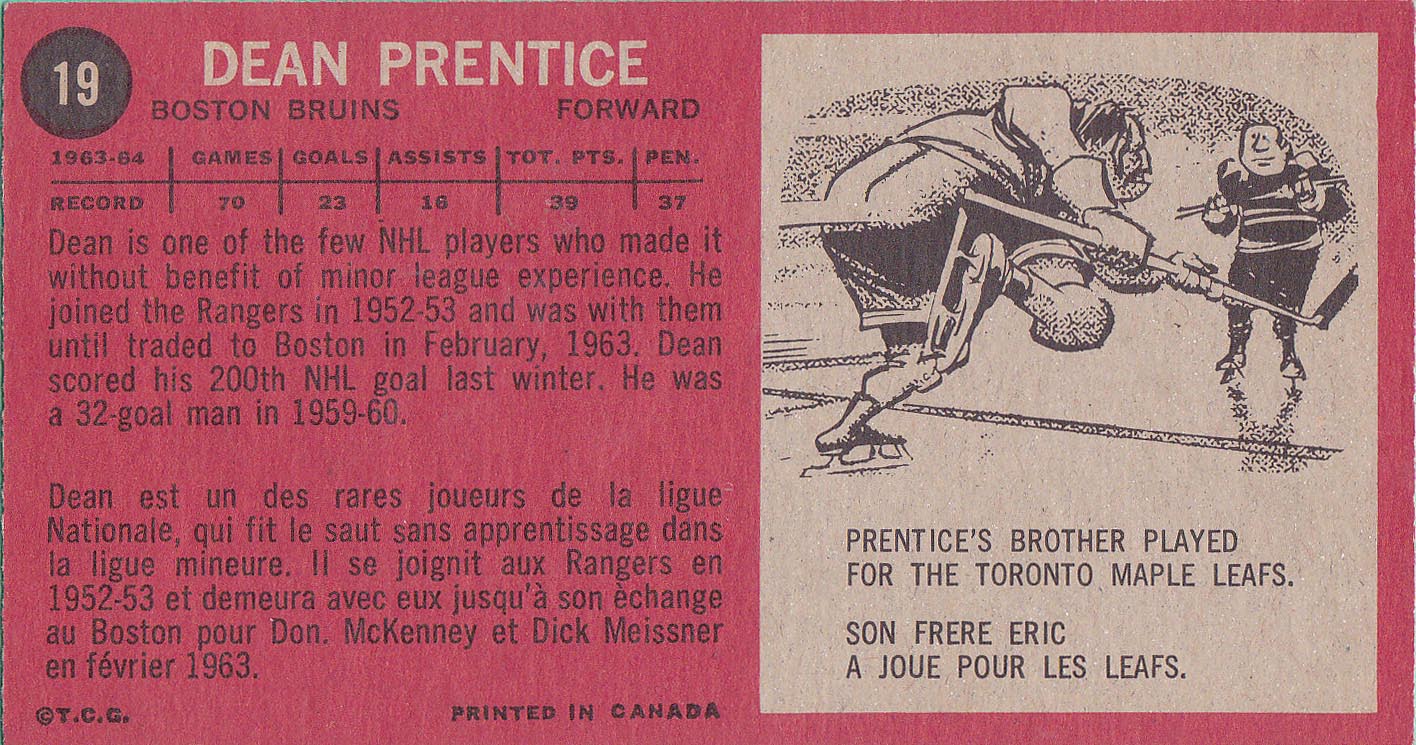 19
DEAN PRENTICE
BOSTON BRUINS FORWARD
1963-64 GAMES GOALS ASSISTS TOT. PTS. PEN.
RECORD 70 23 16 39 37
Dean is one of the few NHL players who made it
without benefit of minor league experience. He
joined the Rangers in 1952-53 and was with them
until traded to Boston in February, 1963. Dean
scored his 200th NHL goal last winter. He was
a 32-goal man in 1959-60.
Dean est un des rares joueurs de la ligue
Nationale, qui fit le saut sans apprentissage dans
la ligue mineure. Il se joignit aux Rangers en
1952-53 et demeura avec eux jusqu'à son èchange
au Boston pour Don. McKenney et Dick Meissner
en février 1963.
©T.C.G. PRINTED IN CANADA
PRENTICE'S BROTHER PLAYED
FOR THE TORONTO MAPLE LEAFS.
SON FRERE ERIC
A JOUE POUR LES LEAFS.